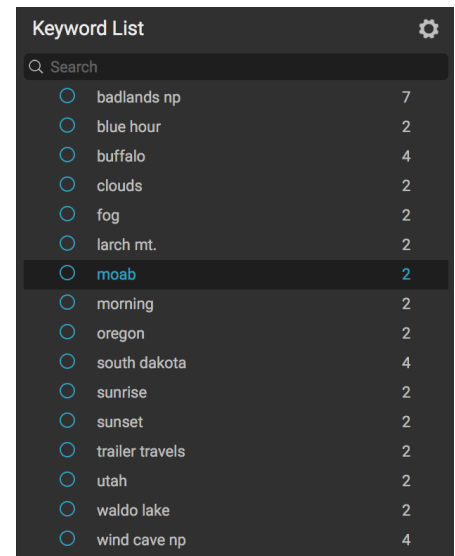 Keyword List
Search
badlands np 7
blue hour 2
buffalo 4
clouds 2
fog 2
larch mt. 2
moab 2
morning 2
oregon 2
south dakota 4
sunrise 2
sunset 2
trailer travels 2
utah 2
waldo lake 2
wind cave np 4